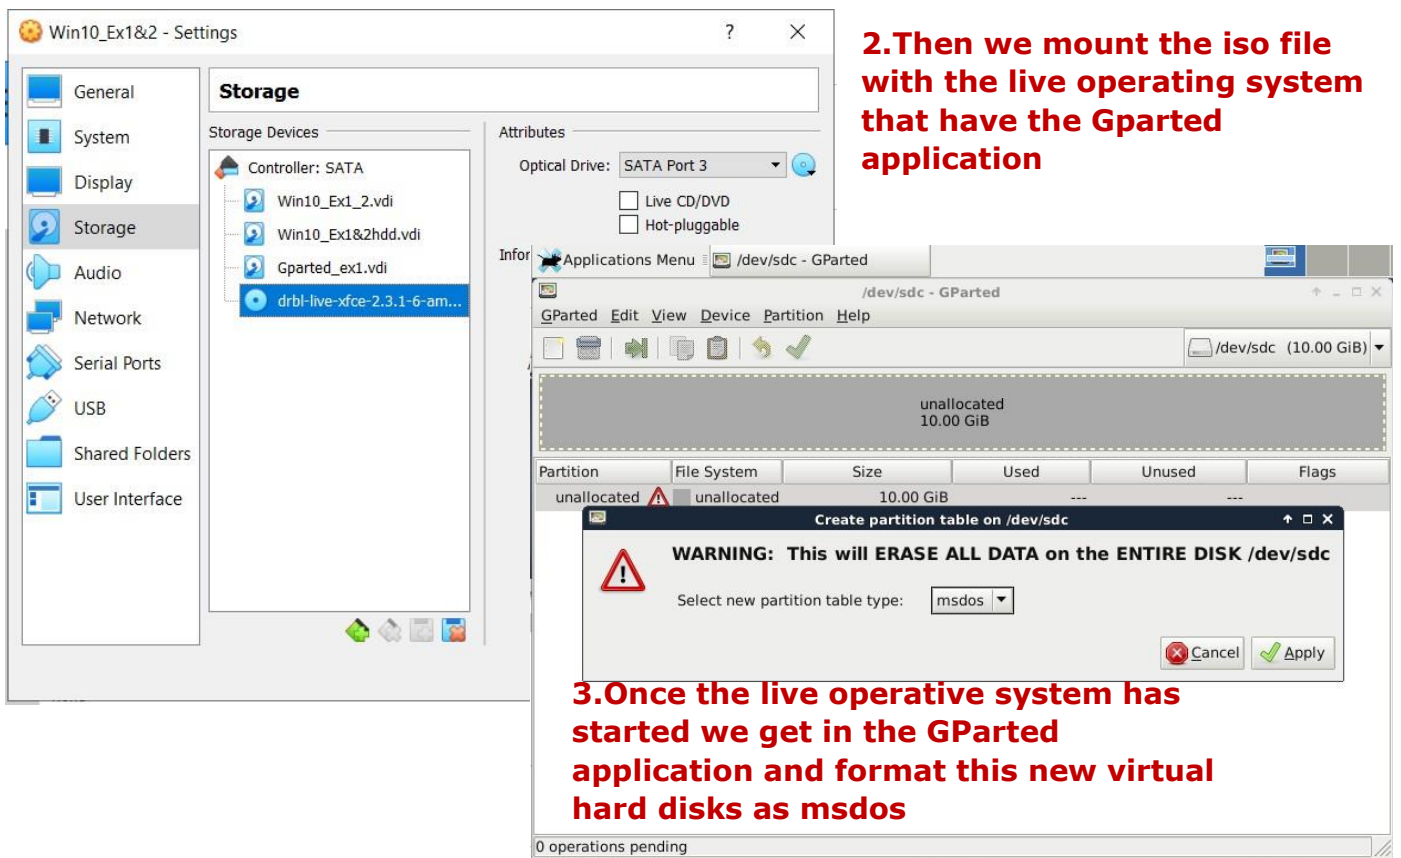 Win10_Ex1&2 - Settings
?
General
System
Display
Storage
Audio
Network
Serial Ports
USB
Shared Folders
User Interface
Storage
Storage Devices
Controller: SATA
Win10_Ex1_2.vdi
Win10_Ex1&2hdd.vdi
Gparted_ex1.vdi
drbl-live-xfce-2.3.1-6-am...
Attributes
Optical Drive: SATA Port 3
Live CD/DVD
Hot-pluggable
Infor
2.Then we mount the iso file
with the live operating system
that have the Gparted
application
Applications Menu /dev/sdc - GParted
/dev/sdc - GParted
GParted Edit View Device Partition Help
/dev/sdc (10.00 GiB)
unallocated
10.00 GiB
Partition File System Size Used Unused Flags
unallocated unallocated 10.00 GiB --- ---
Create partition table on /dev/sdc
WARNING: This will ERASE ALL DATA on the ENTIRE DISK /dev/sdc
Select new partition table type: msdos
Cancel Apply
3.Once the live operative system has
started we get in the GParted
application and format this new virtual
hard disks as msdos
0 operations pending